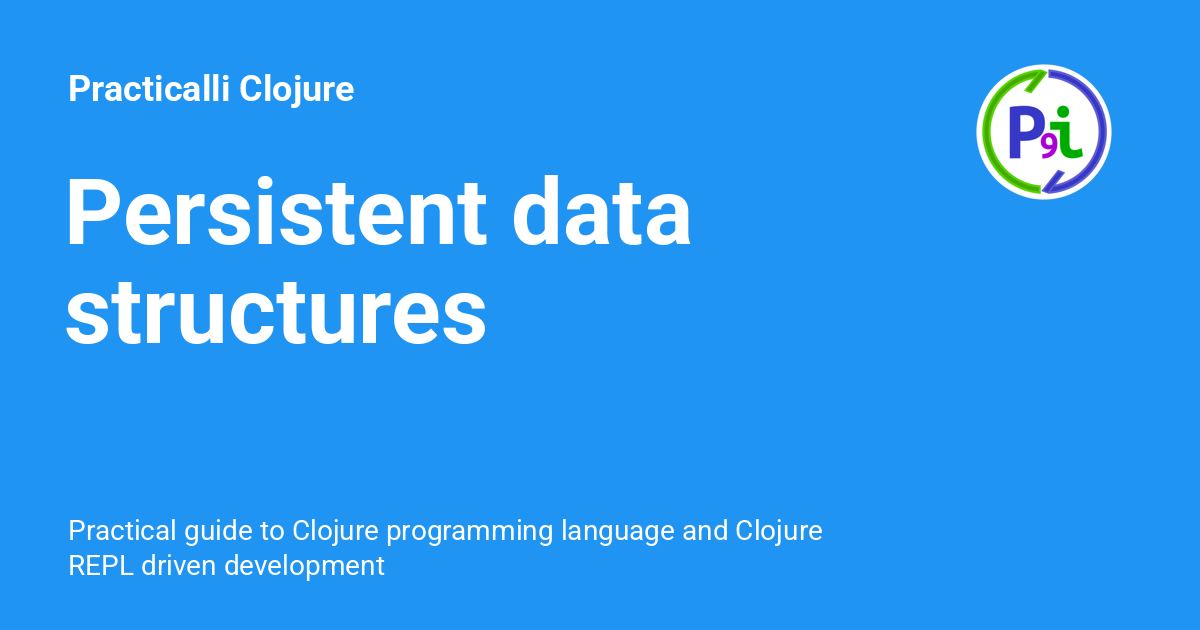 Practicalli Clojure
P9i
Persistent data
structures
Practical guide to Clojure programming language and Clojure
REPL driven development